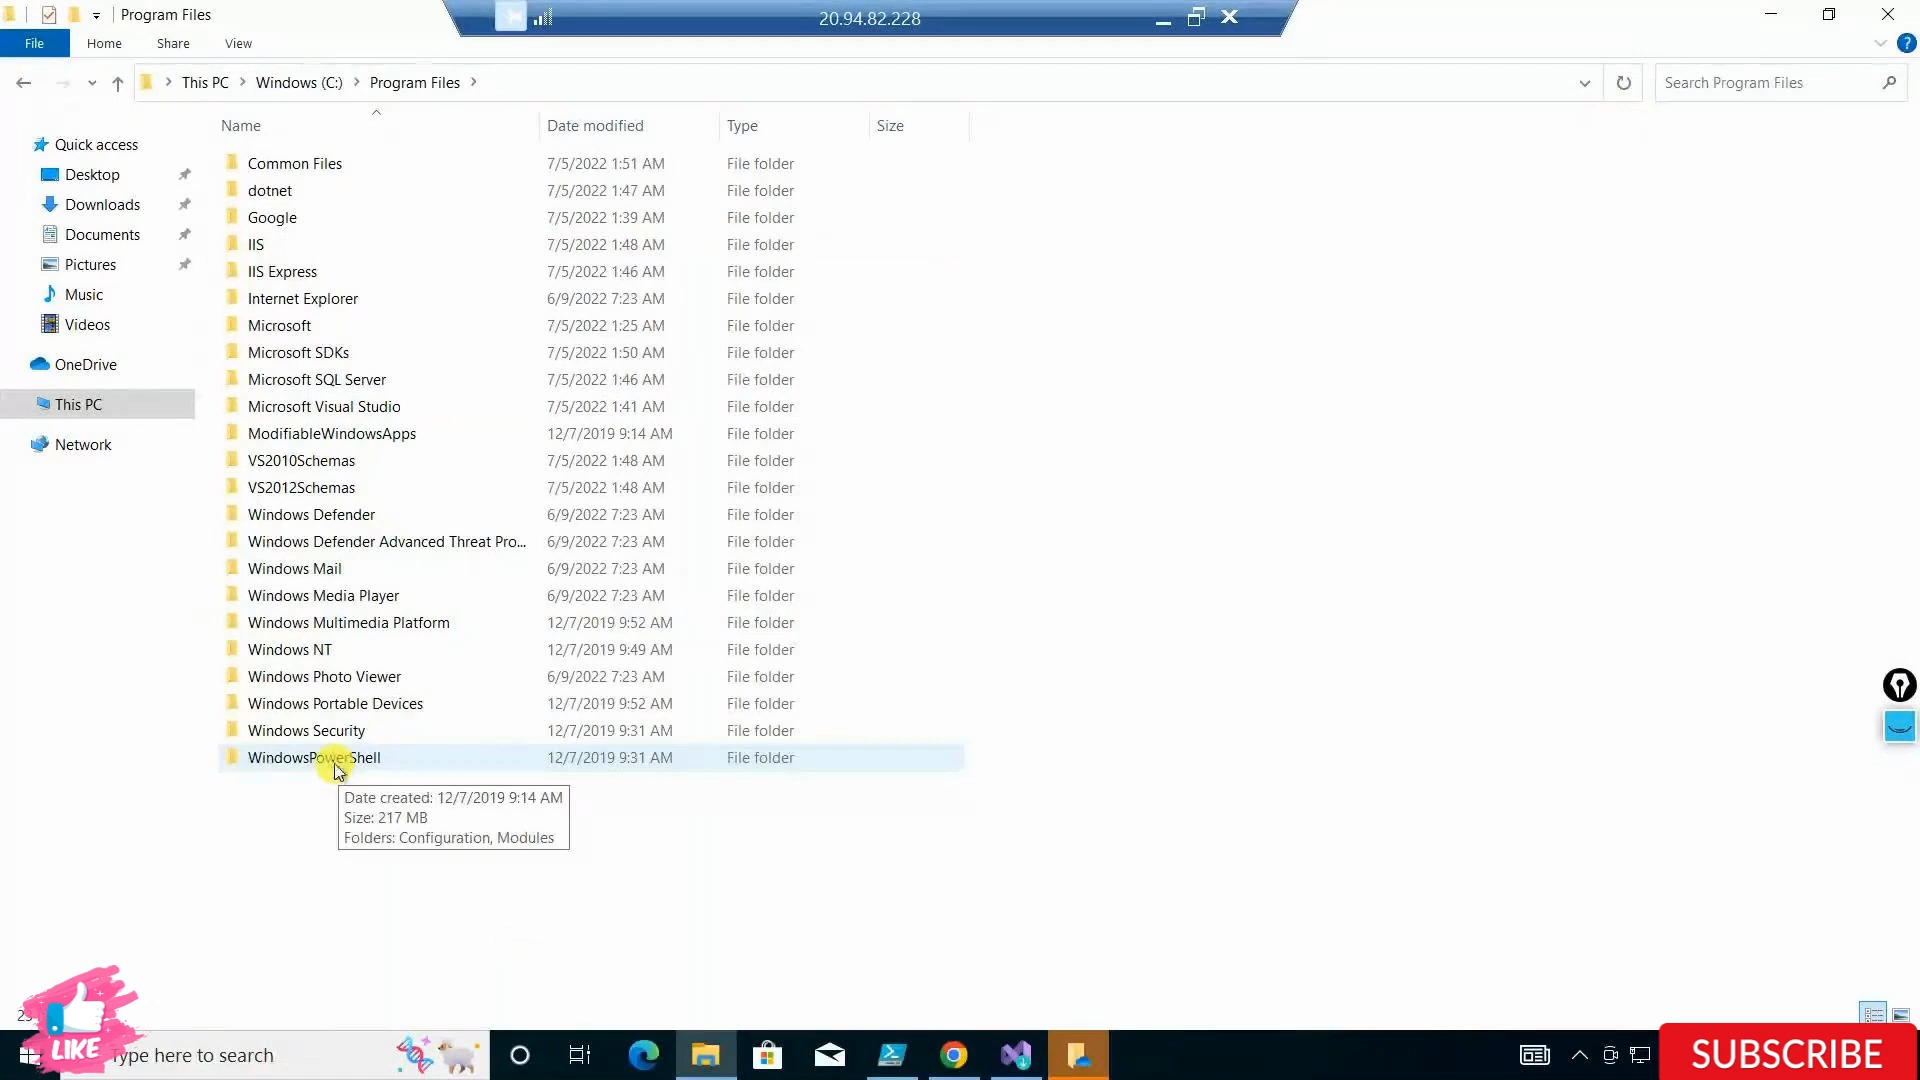 Program Files
20.94.82.228
File Home Share View
This PC > Windows (C:) > Program Files >
Search Program Files
Name Date modified Type Size
Quick access
Desktop
Downloads
Documents
Pictures
Music
Videos
OneDrive
This PC
Network
Common Files 7/5/2022 1:51 AM File folder
dotnet 7/5/2022 1:47 AM File folder
Google 7/5/2022 1:39 AM File folder
IIS 7/5/2022 1:48 AM File folder
IIS Express 7/5/2022 1:46 AM File folder
Internet Explorer 6/9/2022 7:23 AM File folder
Microsoft 7/5/2022 1:25 AM File folder
Microsoft SDKs 7/5/2022 1:50 AM File folder
Microsoft SQL Server 7/5/2022 1:46 AM File folder
Microsoft Visual Studio 7/5/2022 1:41 AM File folder
ModifiableWindowsApps 12/7/2019 9:14 AM File folder
VS2010Schemas 7/5/2022 1:48 AM File folder
VS2012Schemas 7/5/2022 1:48 AM File folder
Windows Defender 6/9/2022 7:23 AM File folder
Windows Defender Advanced Threat Pro... 6/9/2022 7:23 AM File folder
Windows Mail 6/9/2022 7:23 AM File folder
Windows Media Player 6/9/2022 7:23 AM File folder
Windows Multimedia Platform 12/7/2019 9:52 AM File folder
Windows NT 12/7/2019 9:49 AM File folder
Windows Photo Viewer 6/9/2022 7:23 AM File folder
Windows Portable Devices 12/7/2019 9:52 AM File folder
Windows Security 12/7/2019 9:31 AM File folder
WindowsPowerShell 12/7/2019 9:31 AM File folder
Date created: 12/7/2019 9:14 AM
Size: 217 MB
Folders: Configuration, Modules
LIKE
Type here to search
SUBSCRIBE